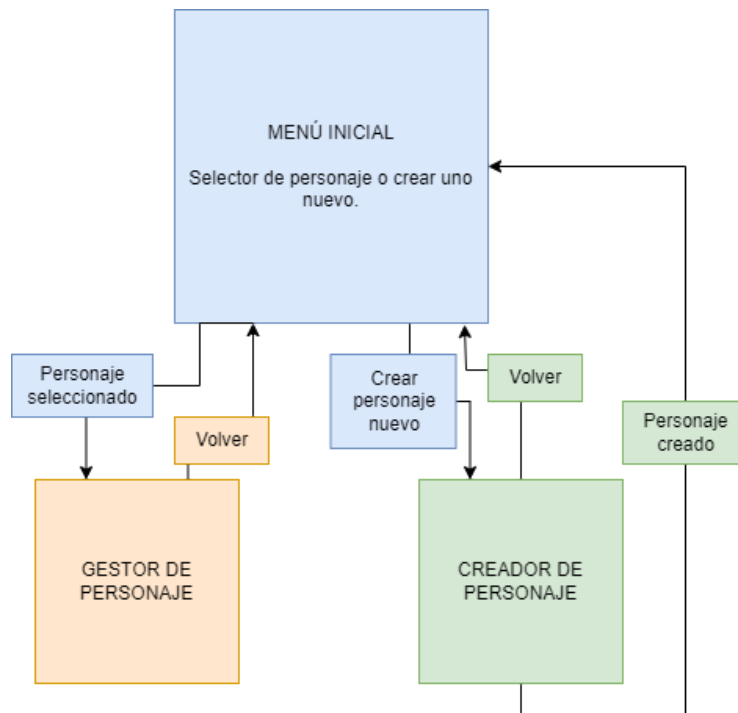 MENÚ INICIAL
Selector de personaje o crear uno
nuevo.
Personaje
seleccionado
Volver
Crear
personaje
nuevo
Volver
Personaje
creado
GESTOR DE
PERSONAJE
CREADOR DE
PERSONAJE